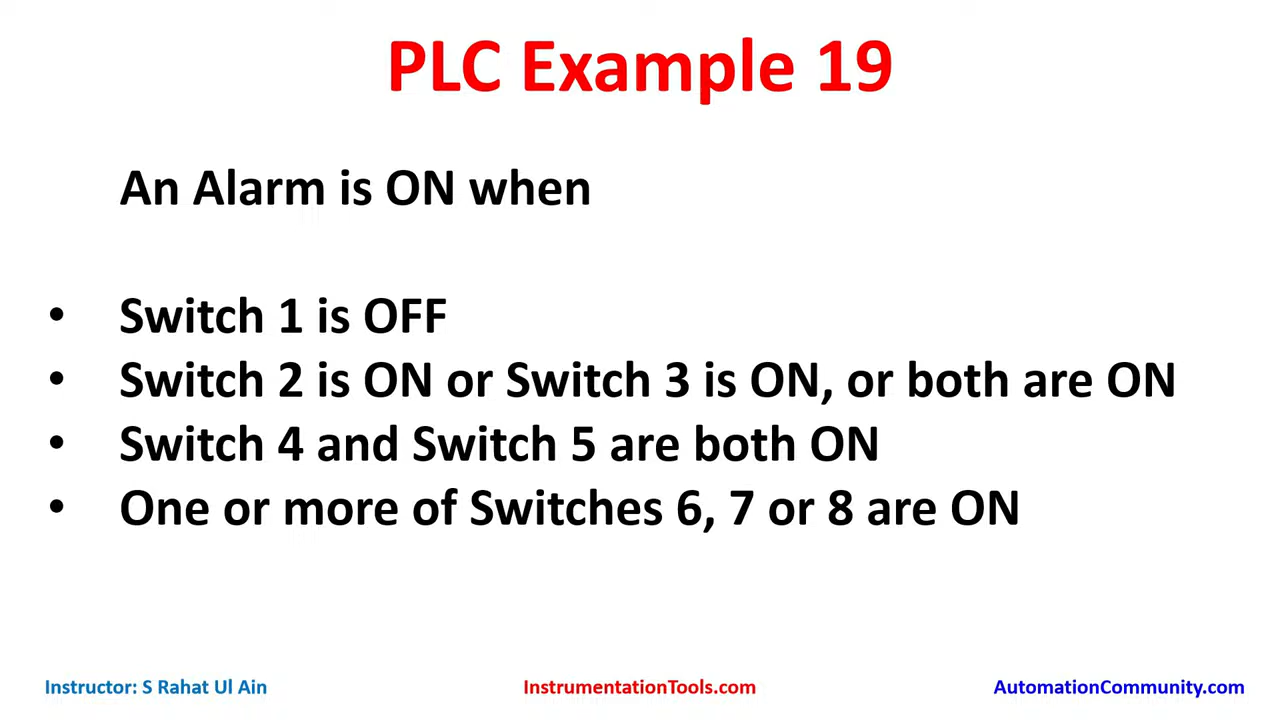 PLC Example 19
An Alarm is ON when
• Switch 1 is OFF
• Switch 2 is ON or Switch 3 is ON, or both are ON
• Switch 4 and Switch 5 are both ON
• One or more of Switches 6, 7 or 8 are ON
Instructor: S Rahat Ul Ain
InstrumentationTools.com
AutomationCommunity.com